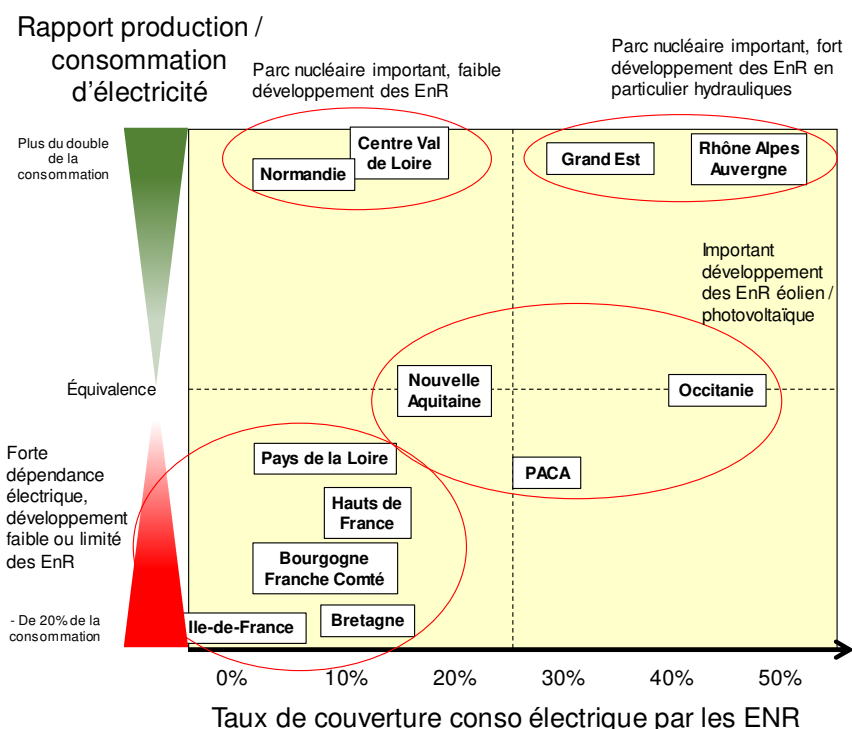 Rapport production /
consommation
d'électricité
Parc nucléaire important, faible
développement des EnR
Parc nucléaire important, fort
développement des EnR en
particulier hydrauliques
Plus du double
de la
consommation
Centre Val
de Loire
Normandie
Grand Est
Rhône Alpes
Auvergne
Important
développement
des EnR éolien /
photovoltaïque
Équivalence
Nouvelle
Aquitaine
Occitanie
Forte
dépendance
électrique,
développement
faible ou limité
des EnR
Pays de la Loire
PACA
Hauts de
France
Bourgogne
Franche Comté
- De 20% de la
consommation
Ile-de-France
Bretagne
0% 10% 20% 30% 40% 50%
Taux de couverture conso électrique par les ENR